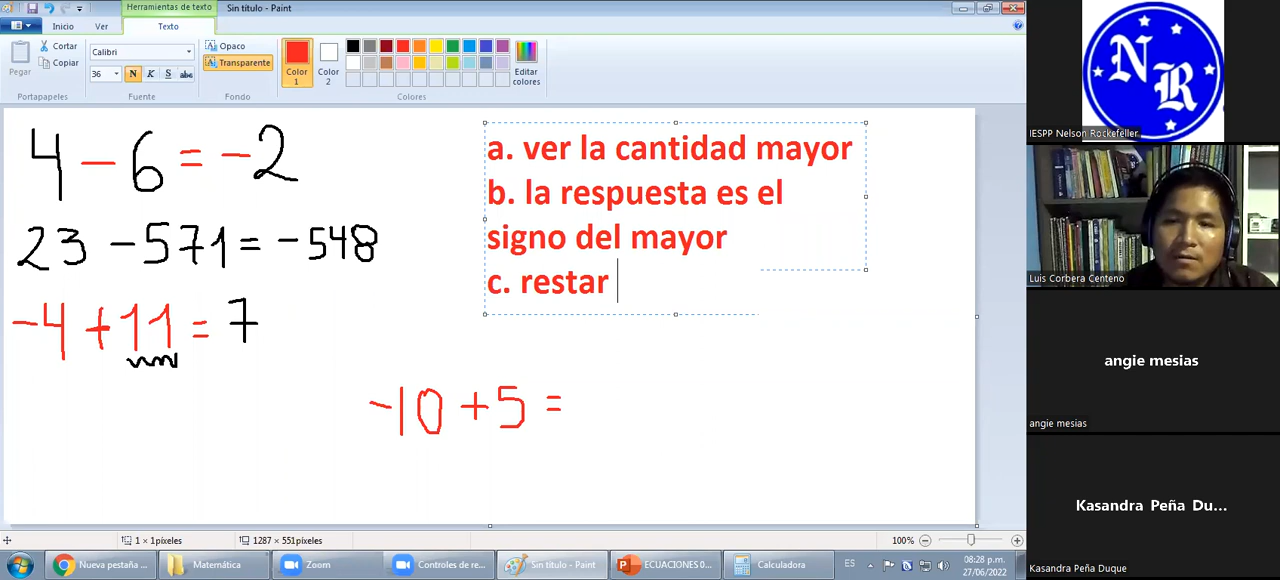 Herramientas de texto
Sin título - Paint
Inicio
Ver
Texto
Pegar
Cortar
Copiar
Portapapeles
Calibri
36
N K S abc
Fuente
Opaco
Transparente
Fondo
Color 1
Color 2
Editar colores
Colores
4 - 6 = -2
23 - 571 = -548
-4 + 11 = 7
a. ver la cantidad mayor
b. la respuesta es el
signo del mayor
c. restar
-10 + 5 =
NR
IESPP Nelson Rockefeller
Luis Corbera Centeno
angie mesias
angie mesias
Kasandra Peña Du...
Kasandra Peña Duque
1 × 1píxeles
1287 × 551píxeles
100%
Nueva pestaña ...
Matemática
Zoom
Controles de re...
Sin título - Paint
ECUACIONES 0...
Calculadora
ES
08:28 p.m.
27/06/2022